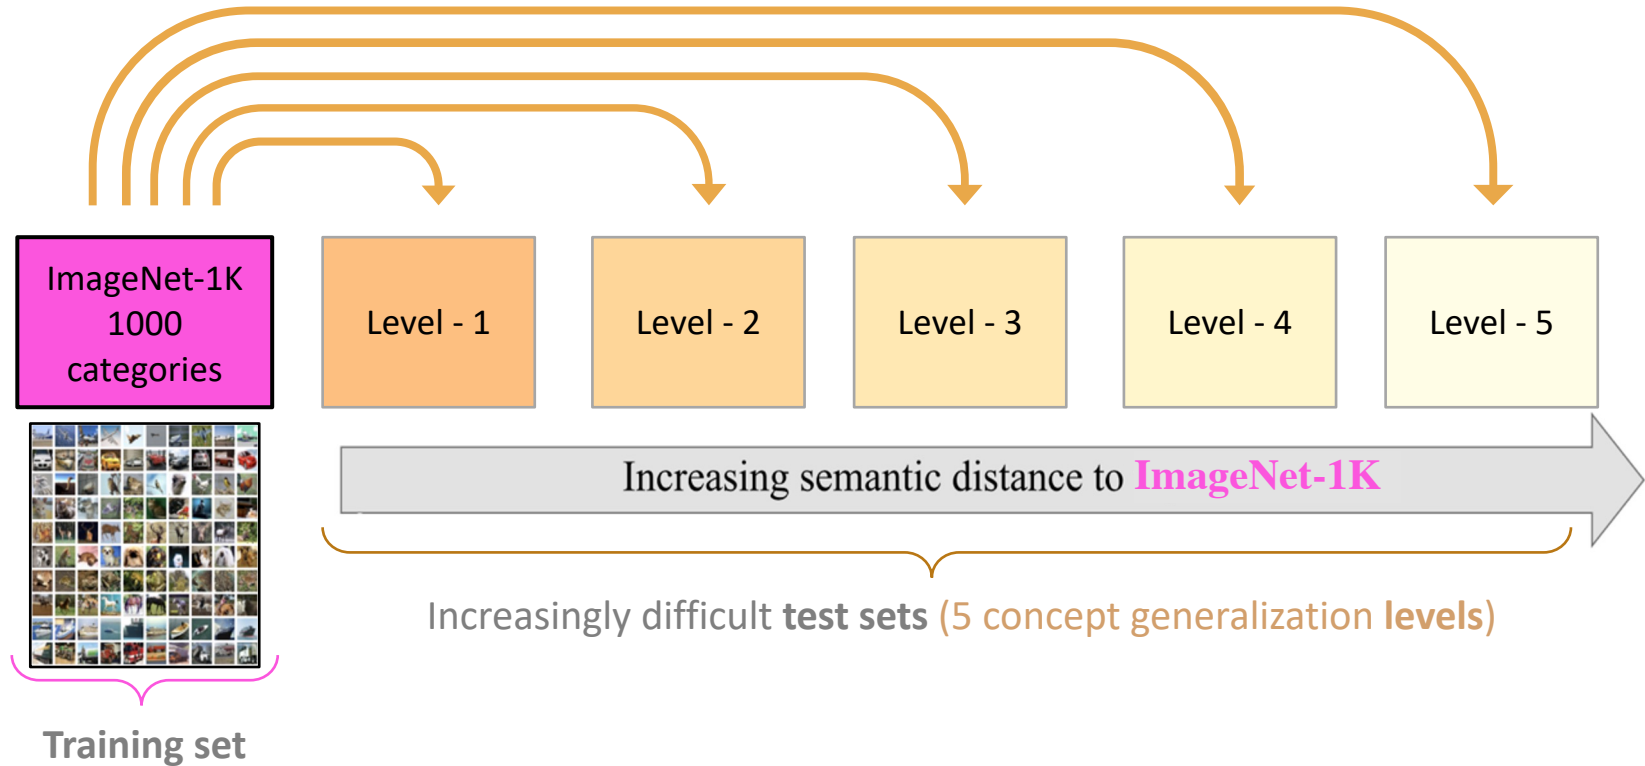 ImageNet-1K
1000
categories
Level - 1
Level - 2
Level - 3
Level - 4
Level - 5
Increasing semantic distance to ImageNet-1K
Increasingly difficult test sets (5 concept generalization levels)
Training set